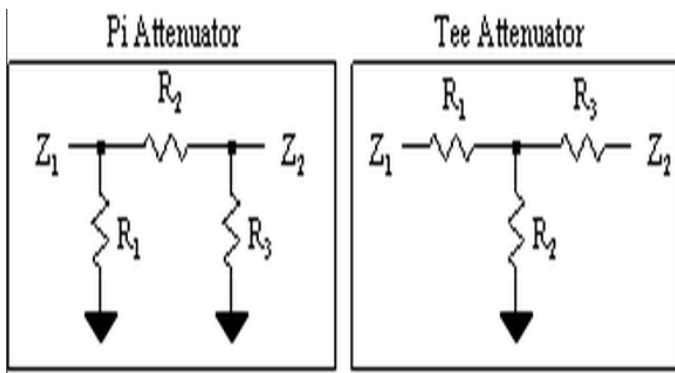 Pi Attenuator
R₂
Z₁
Z₂
R₁
R₃
Tee Attenuator
R₁
R₃
Z₁
Z₂
R₂